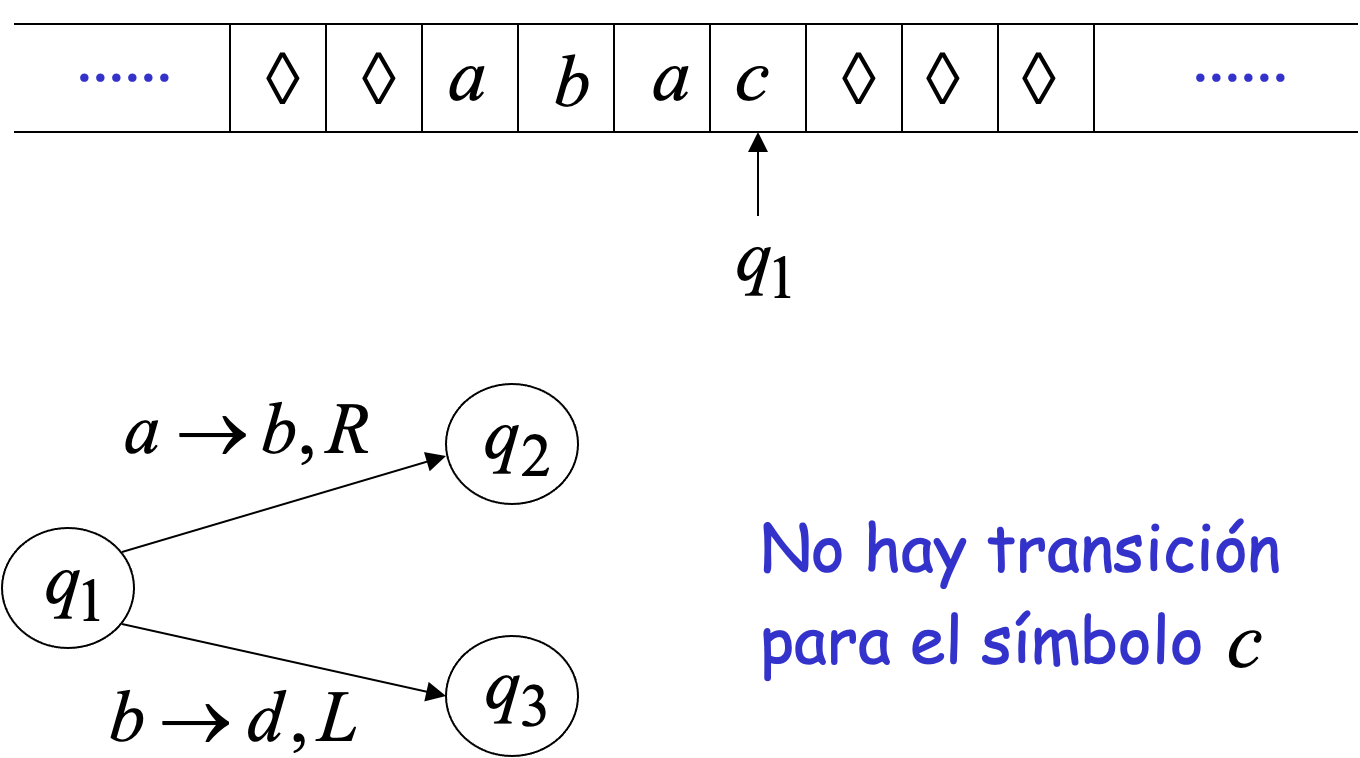 ...... ◊ ◊ a b a c ◊ ◊ ◊ ......
q₁
a → b, R
q₂
q₁
b → d, L
q₃
No hay transición
para el símbolo c